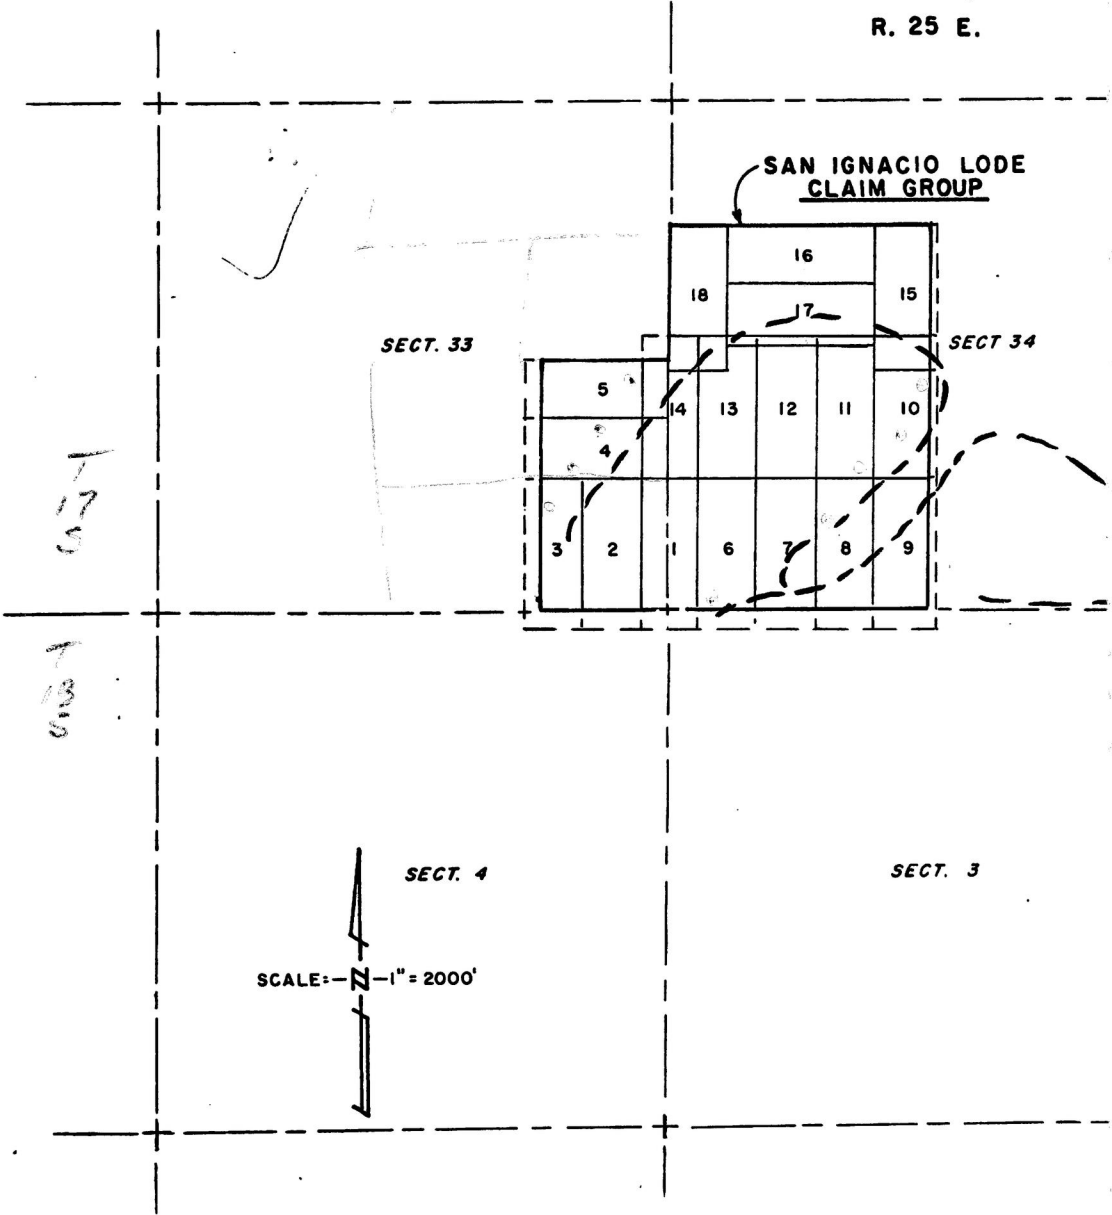 R. 25 E.
SAN IGNACIO LODE
CLAIM GROUP
16
18
17
15
SECT. 33
SECT 34
5
14
13
12
11
10
4
3
2
1
6
7
8
9
T
17
S
T
18
S
SECT. 4
SECT. 3
SCALE:-N-1"=2000'